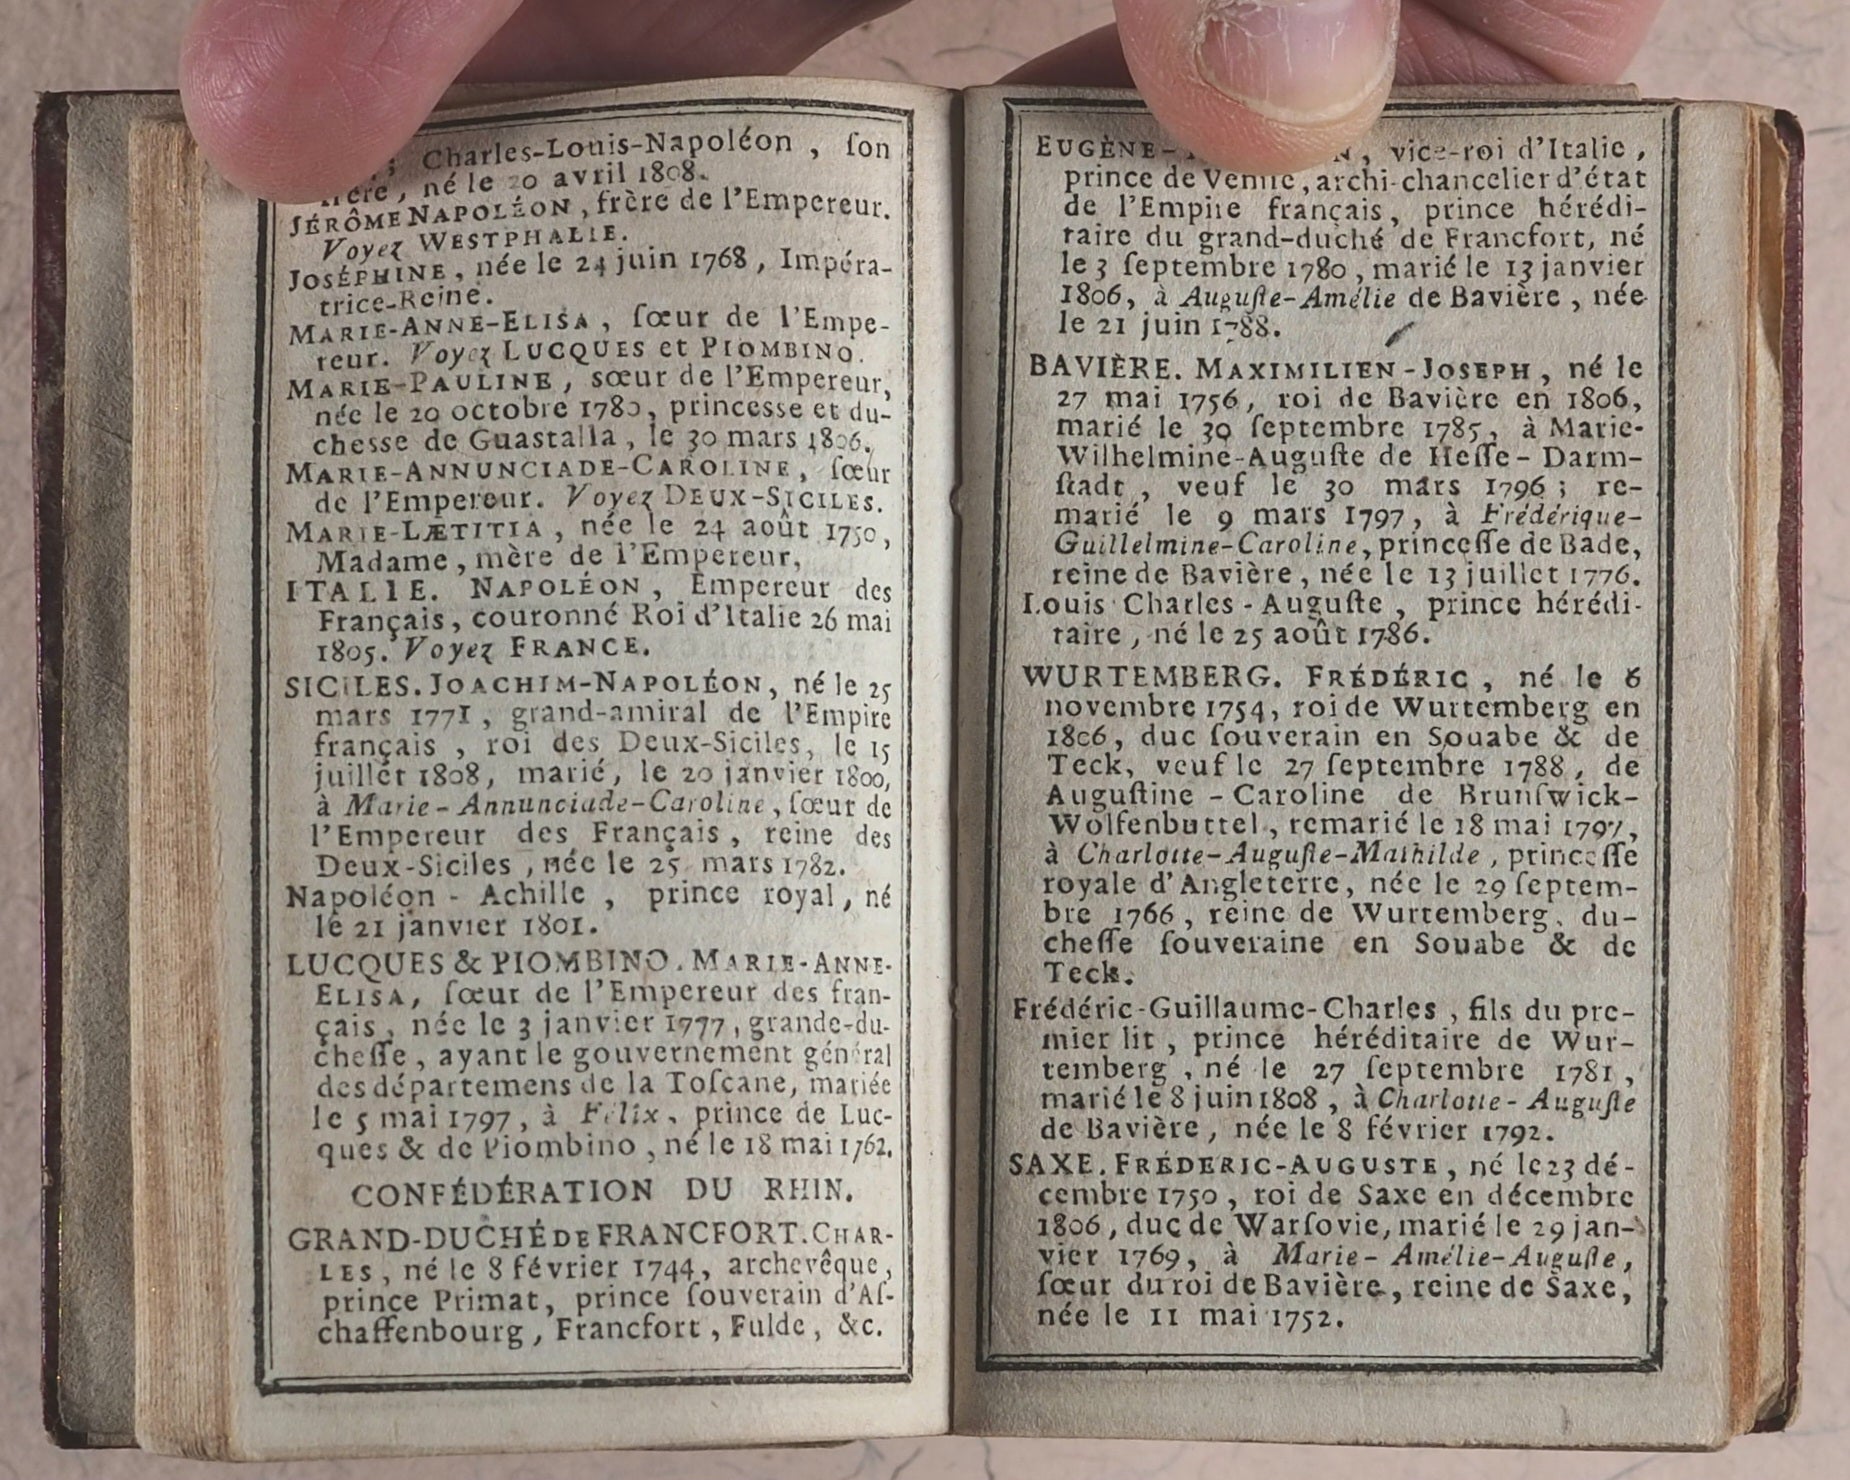 ; Charles-Louis-Napoléon , ſon
frère , né le 20 avril 1808.
JÉRÔME NAPOLÉON , frère de l'Empereur.
Voyez WESTPHALIE.
JOSÉPHINE , née le 24 juin 1768 , Impéra-
trice-Reine.
MARIE-ANNE-ELISA , ſœur de l'Empe-
reur. Voyez LUCQUES et PIOMBINO.
MARIE-PAULINE , sœur de l'Empereur,
née le 20 octobre 1780, princesse et du-
chesse de Guastalla , le 30 mars 1806.
MARIE-ANNUNCIADE-CAROLINE , ſœur
de l'Empereur. Voyez DEUX-SICILES.
MARIE-LÆTITIA , née le 24 août 1750,
Madame , mère de l'Empereur,
ITALIE. NAPOLÉON , Empereur des
Français , couronné Roi d'Italie 26 mai
1805. Voyez FRANCE.
SICILES. JOACHIM-NAPOLÉON, né le 25
mars 1771 , grand-amiral de l'Empire
français , roi des Deux-Siciles, le 15
juillet 1808, marié, le 20 janvier 1800,
à Marie-Annunciade-Caroline, ſœur de
l'Empereur des Français , reine des
Deux-Siciles , née le 25 mars 1782.
Napoléon - Achille , prince royal, né
le 21 janvier 1801.
LUCQUES & PIOMBINO. MARIE-ANNE-
ELISA, ſœur de l'Empereur des fran-
çais , née le 3 janvier 1777, grande-du-
cheſſe , ayant le gouvernement général
des départemens de la Toſcane, mariée
le 5 mai 1797, à Félix, prince de Luc-
ques & de Piombino , né le 18 mai 1762.
CONFÉDÉRATION DU RHIN.
GRAND-DUCHÉ DE FRANCFORT. CHAR-
LES , né le 8 février 1744, archevêque,
prince Primat, prince ſouverain d'Aſ-
chaffenbourg , Francfort , Fulde, &c.
EUGÈNE- N, vice-roi d'Italie ,
prince de Venise, archi-chancelier d'état
de l'Empire français, prince hérédi-
taire du grand-duché de Francfort, né
le 3 ſeptembre 1780 , marié le 13 janvier
1806, à Auguſte-Amélie de Bavière , née
le 21 juin 1788.
BAVIÈRE. MAXIMILIEN-JOSEPH, né le
27 mai 1756, roi de Bavière en 1806,
marié le 30 ſeptembre 1785, à Marie-
Wilhelmine-Auguſte de Heſſe-Darm-
ſtadt , veuf le 30 mars 1796 ; re-
marié le 9 mars 1797, à Frédérique-
Guillelmine-Caroline, princeſſe de Bade,
reine de Bavière, née le 13 juillet 1776.
Louis Charles - Auguſte , prince hérédi-
taire , né le 25 août 1786.
WURTEMBERG. FRÉDÉRIC , né le 6
novembre 1754, roi de Wurtemberg en
1806, duc ſouverain en Souabe & de
Teck, veuf le 27 ſeptembre 1788 , de
Auguſtine - Caroline de Brunſwick-
Wolfenbuttel, remarié le 18 mai 1797,
à Charlotte-Auguſte-Mathilde , princeſſe
royale d'Angleterre, née le 29 ſeptem-
bre 1766 , reine de Wurtemberg, du-
cheſſe ſouveraine en Souabe & de
Teck.
Frédéric-Guillaume-Charles , fils du pre-
mier lit , prince héréditaire de Wur-
temberg , né le 27 ſeptembre 1781 ,
marié le 8 juin 1808 , à Charlotte-Auguſte
de Bavière , née le 8 février 1792.
SAXE. FRÉDERIC-AUGUSTE , né le 23 dé-
cembre 1750 , roi de Saxe en décembre
1806 , duc de Warſovie, marié le 29 jan-
vier 1769, à Marie-Amélie-Auguſte,
ſœur du roi de Bavière, reine de Saxe,
née le 11 mai 1752.